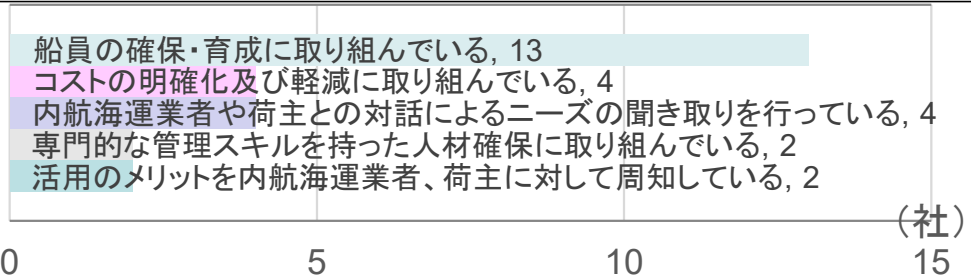 船員の確保・育成に取り組んでいる, 13
コストの明確化及び軽減に取り組んでいる, 4
内航海運業者や荷主との対話によるニーズの聞き取りを行っている, 4
専門的な管理スキルを持った人材確保に取り組んでいる, 2
活用のメリットを内航海運業者、荷主に対して周知している, 2
（社）
0 5 10 15